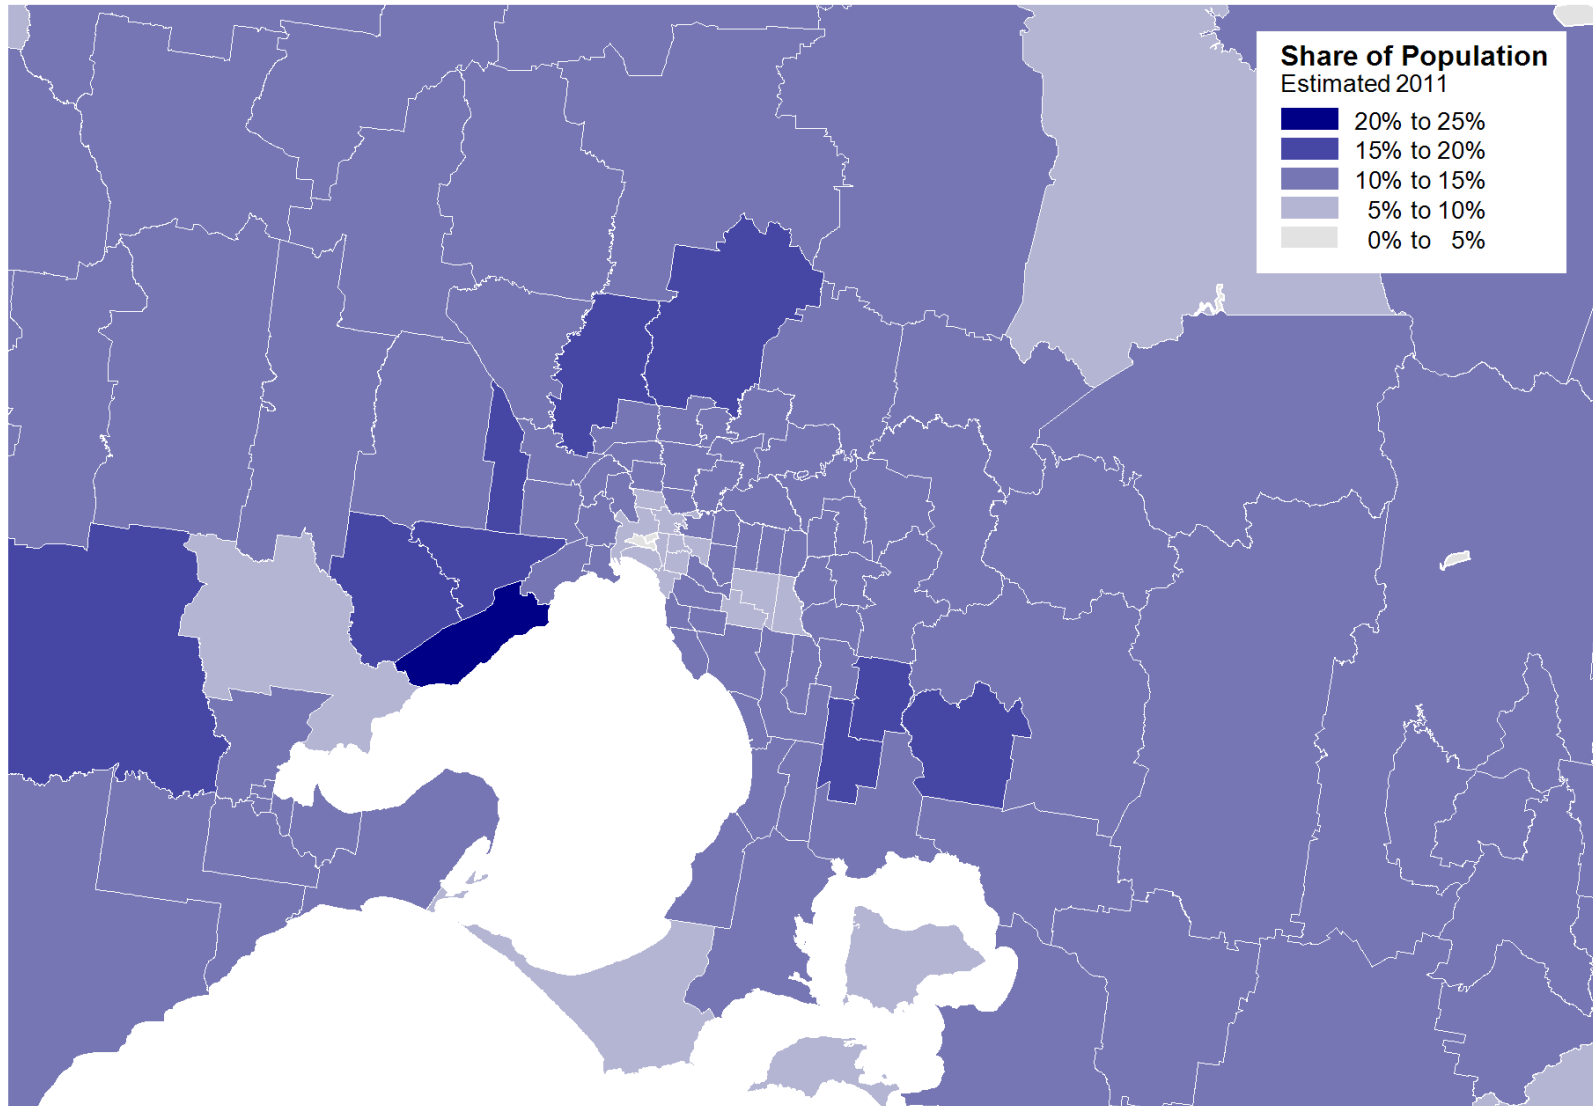 Share of Population
Estimated 2011
20% to 25%
15% to 20%
10% to 15%
5% to 10%
0% to 5%